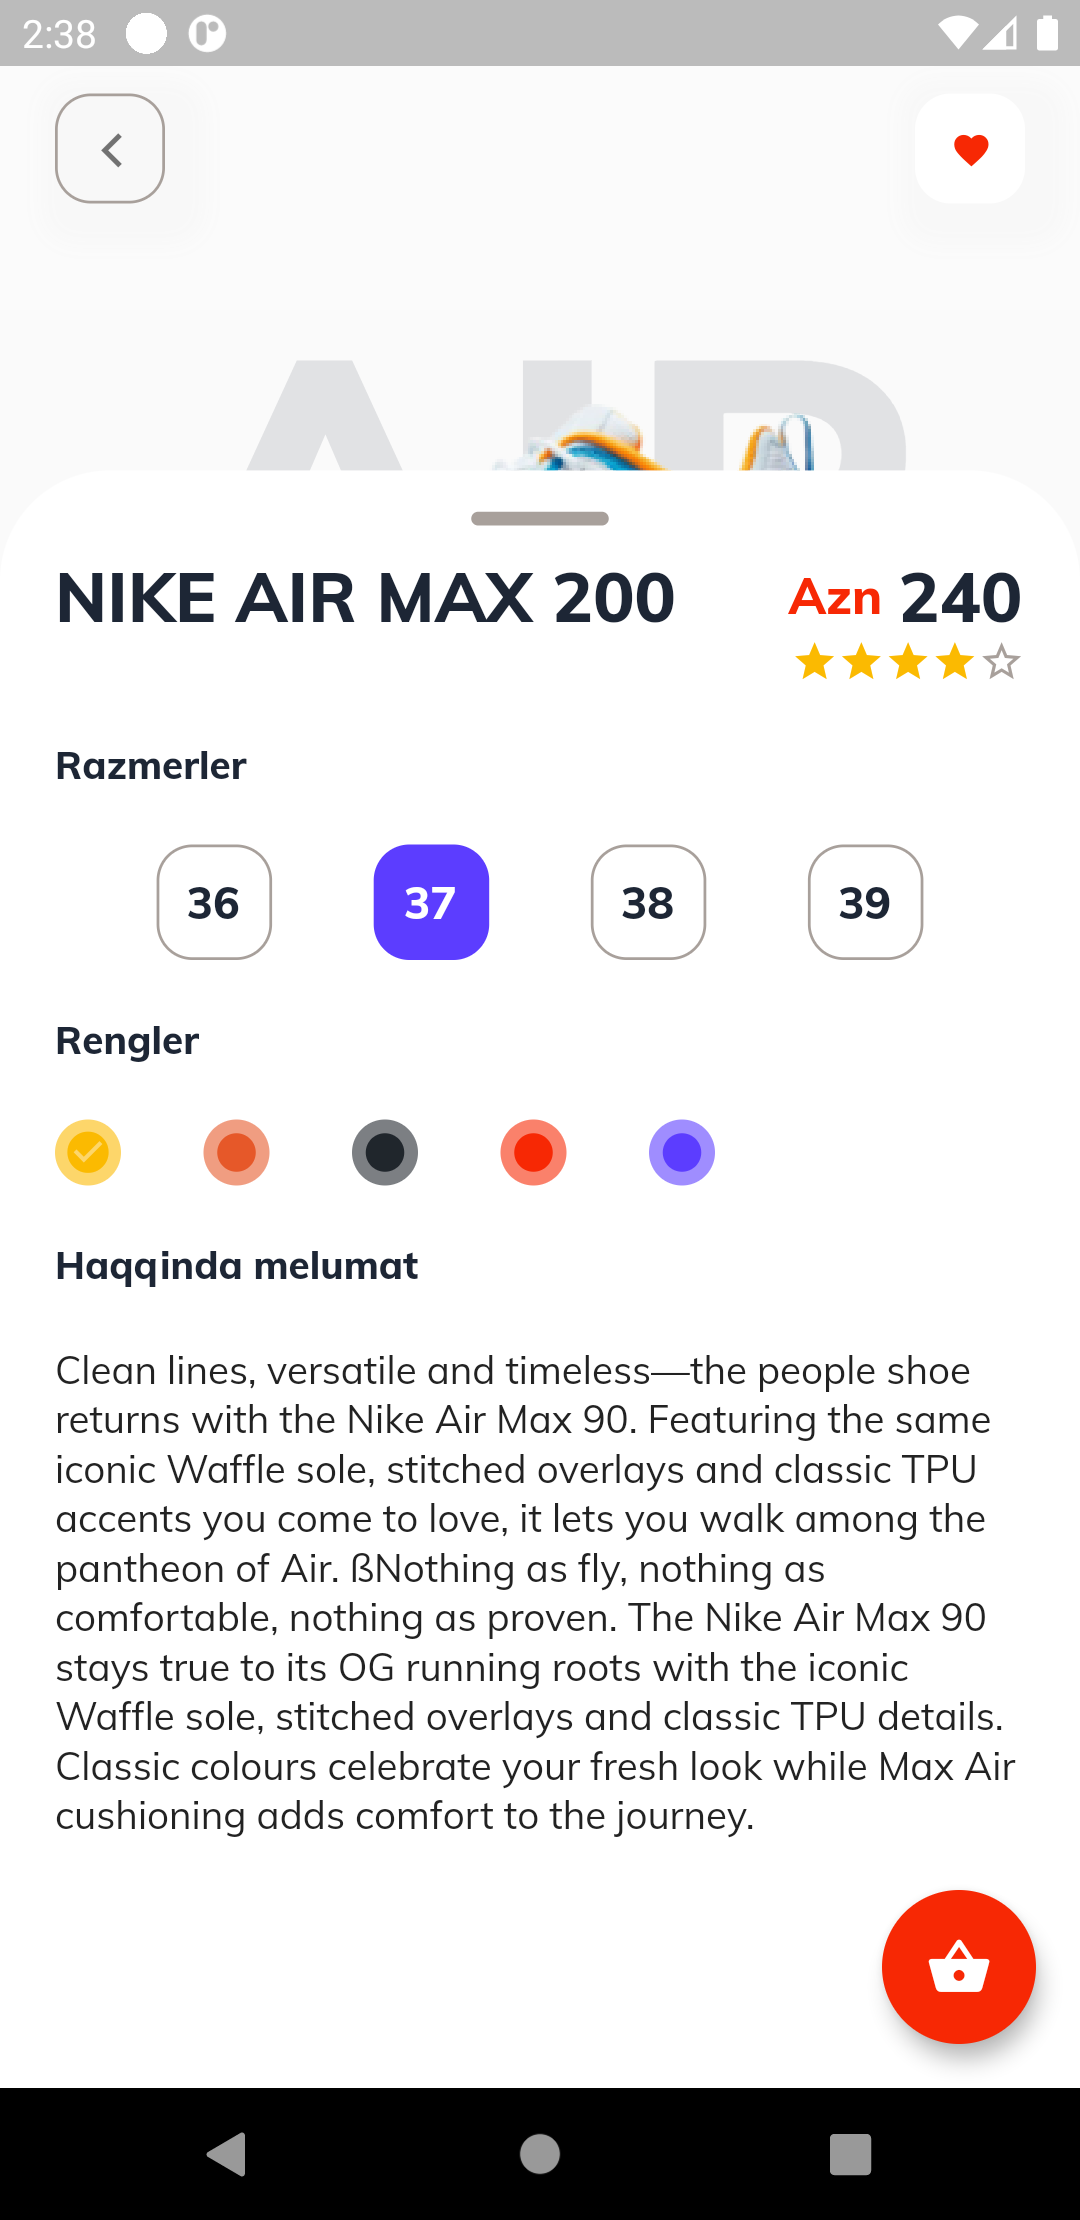 2:38
AIR
NIKE AIR MAX 200
Azn 240
Razmerler
36 37 38 39
Rengler
Haqqinda melumat
Clean lines, versatile and timeless—the people shoe
returns with the Nike Air Max 90. Featuring the same
iconic Waffle sole, stitched overlays and classic TPU
accents you come to love, it lets you walk among the
pantheon of Air. ßNothing as fly, nothing as
comfortable, nothing as proven. The Nike Air Max 90
stays true to its OG running roots with the iconic
Waffle sole, stitched overlays and classic TPU details.
Classic colours celebrate your fresh look while Max Air
cushioning adds comfort to the journey.